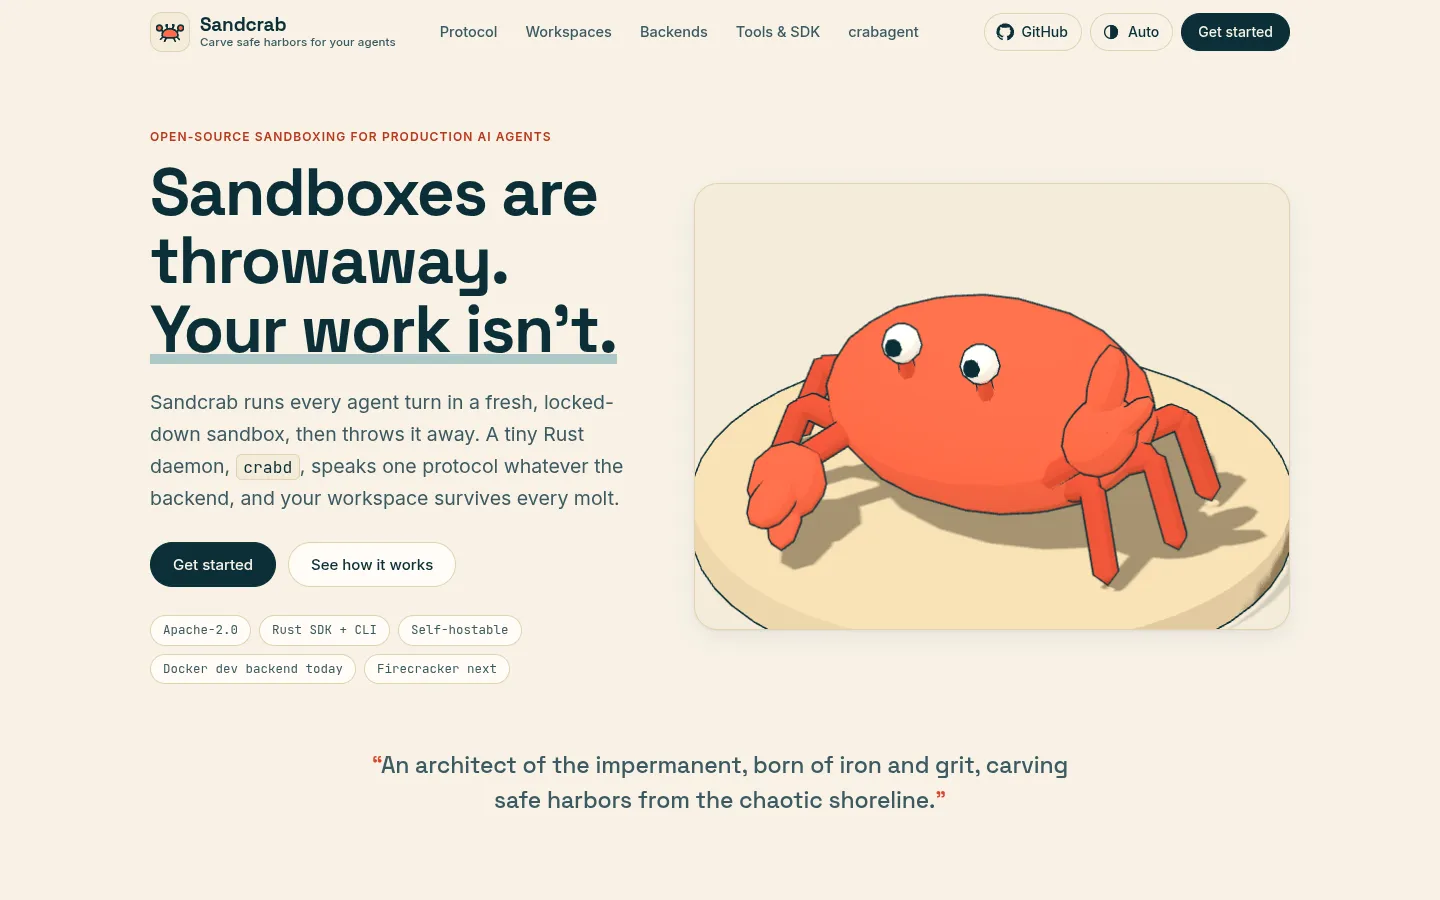 Sandcrab
Carve safe harbors for your agents
Protocol
Workspaces
Backends
Tools & SDK
crabagent
GitHub
Auto
Get started
OPEN-SOURCE SANDBOXING FOR PRODUCTION AI AGENTS
Sandboxes are
throwaway.
Your work isn’t.
Sandcrab runs every agent turn in a fresh, locked-
down sandbox, then throws it away. A tiny Rust
daemon, crabd, speaks one protocol whatever the
backend, and your workspace survives every molt.
Get started
See how it works
Apache-2.0
Rust SDK + CLI
Self-hostable
Docker dev backend today
Firecracker next
“An architect of the impermanent, born of iron and grit, carving
safe harbors from the chaotic shoreline.”